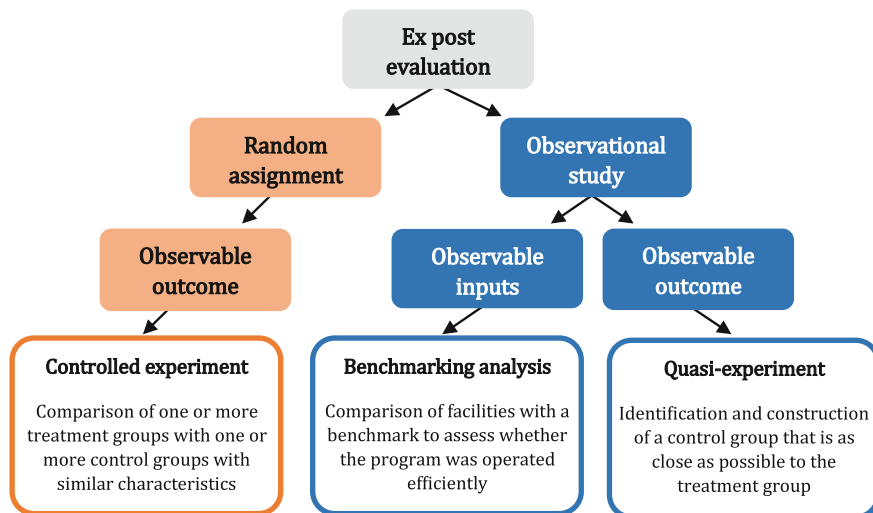 Ex post
evaluation
Random
assignment
Observational
study
Observable
outcome
Observable
inputs
Observable
outcome
Controlled experiment
Comparison of one or more
treatment groups with one or
more control groups with
similar characteristics
Benchmarking analysis
Comparison of facilities with a
benchmark to assess whether
the program was operated
efficiently
Quasi-experiment
Identification and construction
of a control group that is as
close as possible to the
treatment group